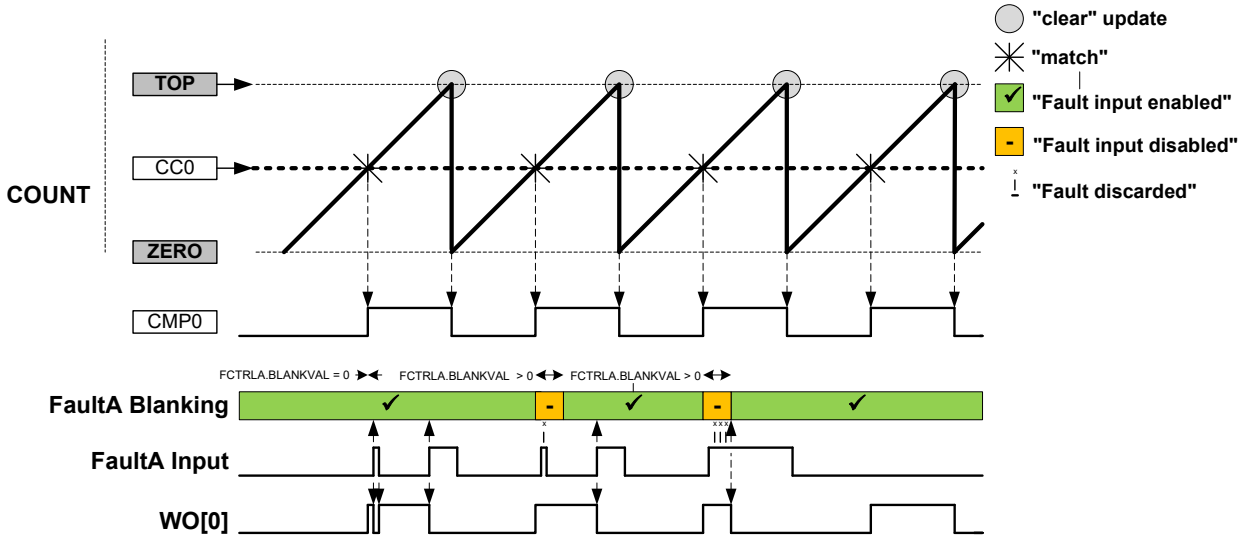 "clear" update
"match"
TOP
"Fault input enabled"
✓
"Fault input disabled"
-
CC0
x
"Fault discarded"
COUNT
ZERO
CMP0
FCTRLA.BLANKVAL = 0
FCTRLA.BLANKVAL > 0
FCTRLA.BLANKVAL > 0
FaultA Blanking
✓ - ✓ - ✓
x
xxx
FaultA Input
WO[0]